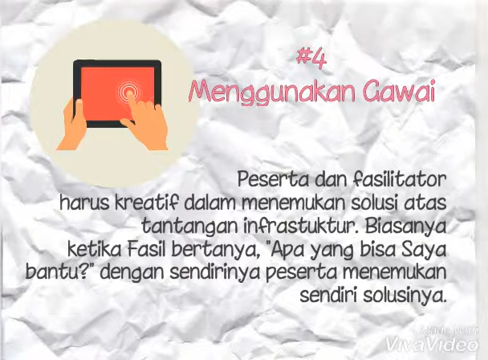 #4
Menggunakan Gawai
Peserta dan fasilitator
harus kreatif dalam menemukan solusi atas
tantangan infrastuktur. Biasanya
ketika Fasil bertanya, "Apa yang bisa Saya
bantu?" dengan sendirinya peserta menemukan
sendiri solusinya.
VivaVideo